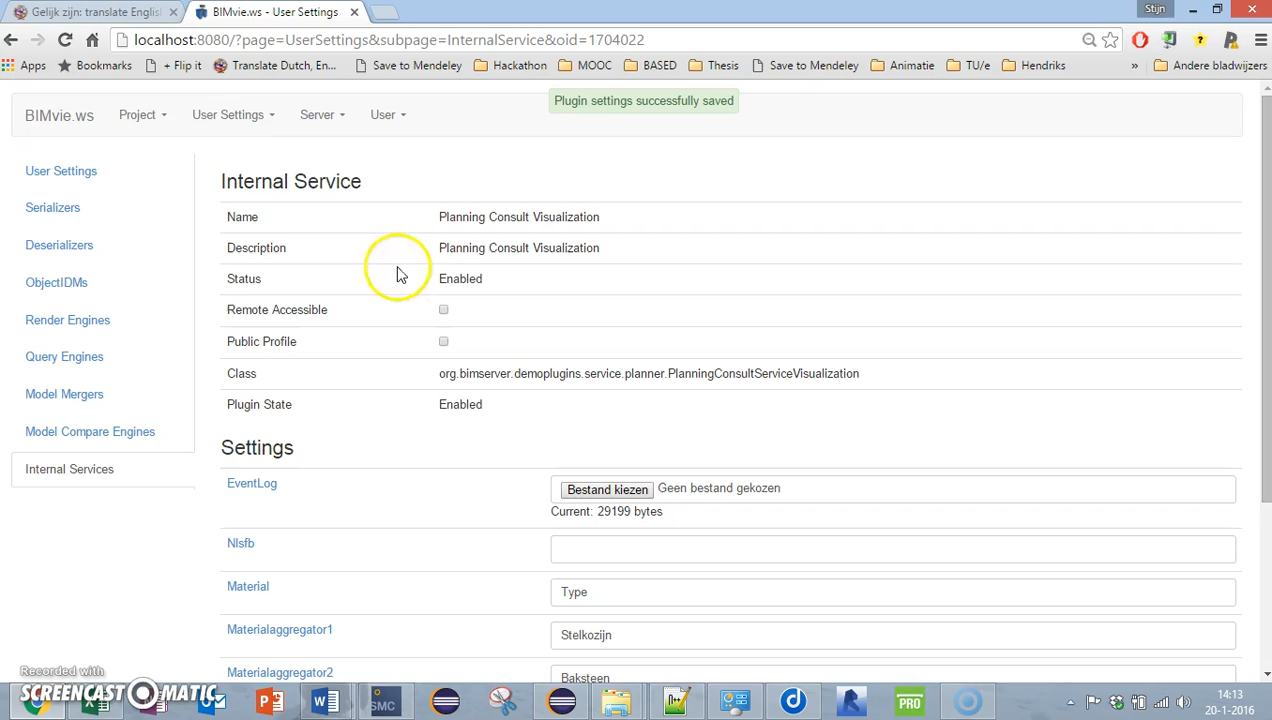 Gelijk zijn: translate Englis
BIMvie.ws - User Settings
Stijn
localhost:8080/?page=UserSettings&subpage=InternalService&oid=1704022
Apps Bookmarks + Flip it Translate Dutch, En... Save to Mendeley Hackathon MOOC BASED Thesis Save to Mendeley Animatie TU/e Hendriks » Andere bladwijzers
Plugin settings successfully saved
BIMvie.ws Project User Settings Server User
User Settings
Serializers
Deserializers
ObjectIDMs
Render Engines
Query Engines
Model Mergers
Model Compare Engines
Internal Services
Internal Service
Name Planning Consult Visualization
Description Planning Consult Visualization
Status Enabled
Remote Accessible
Public Profile
Class org.bimserver.demoplugins.service.planner.PlanningConsultServiceVisualization
Plugin State Enabled
Settings
EventLog Bestand kiezen Geen bestand gekozen
Current: 29199 bytes
Nlsfb
Material Type
Materialaggregator1 Stelkozijn
Materialaggregator2 Baksteen
Recorded with
SCREENCAST MATIC
SMC
PRO
14:13
20-1-2016